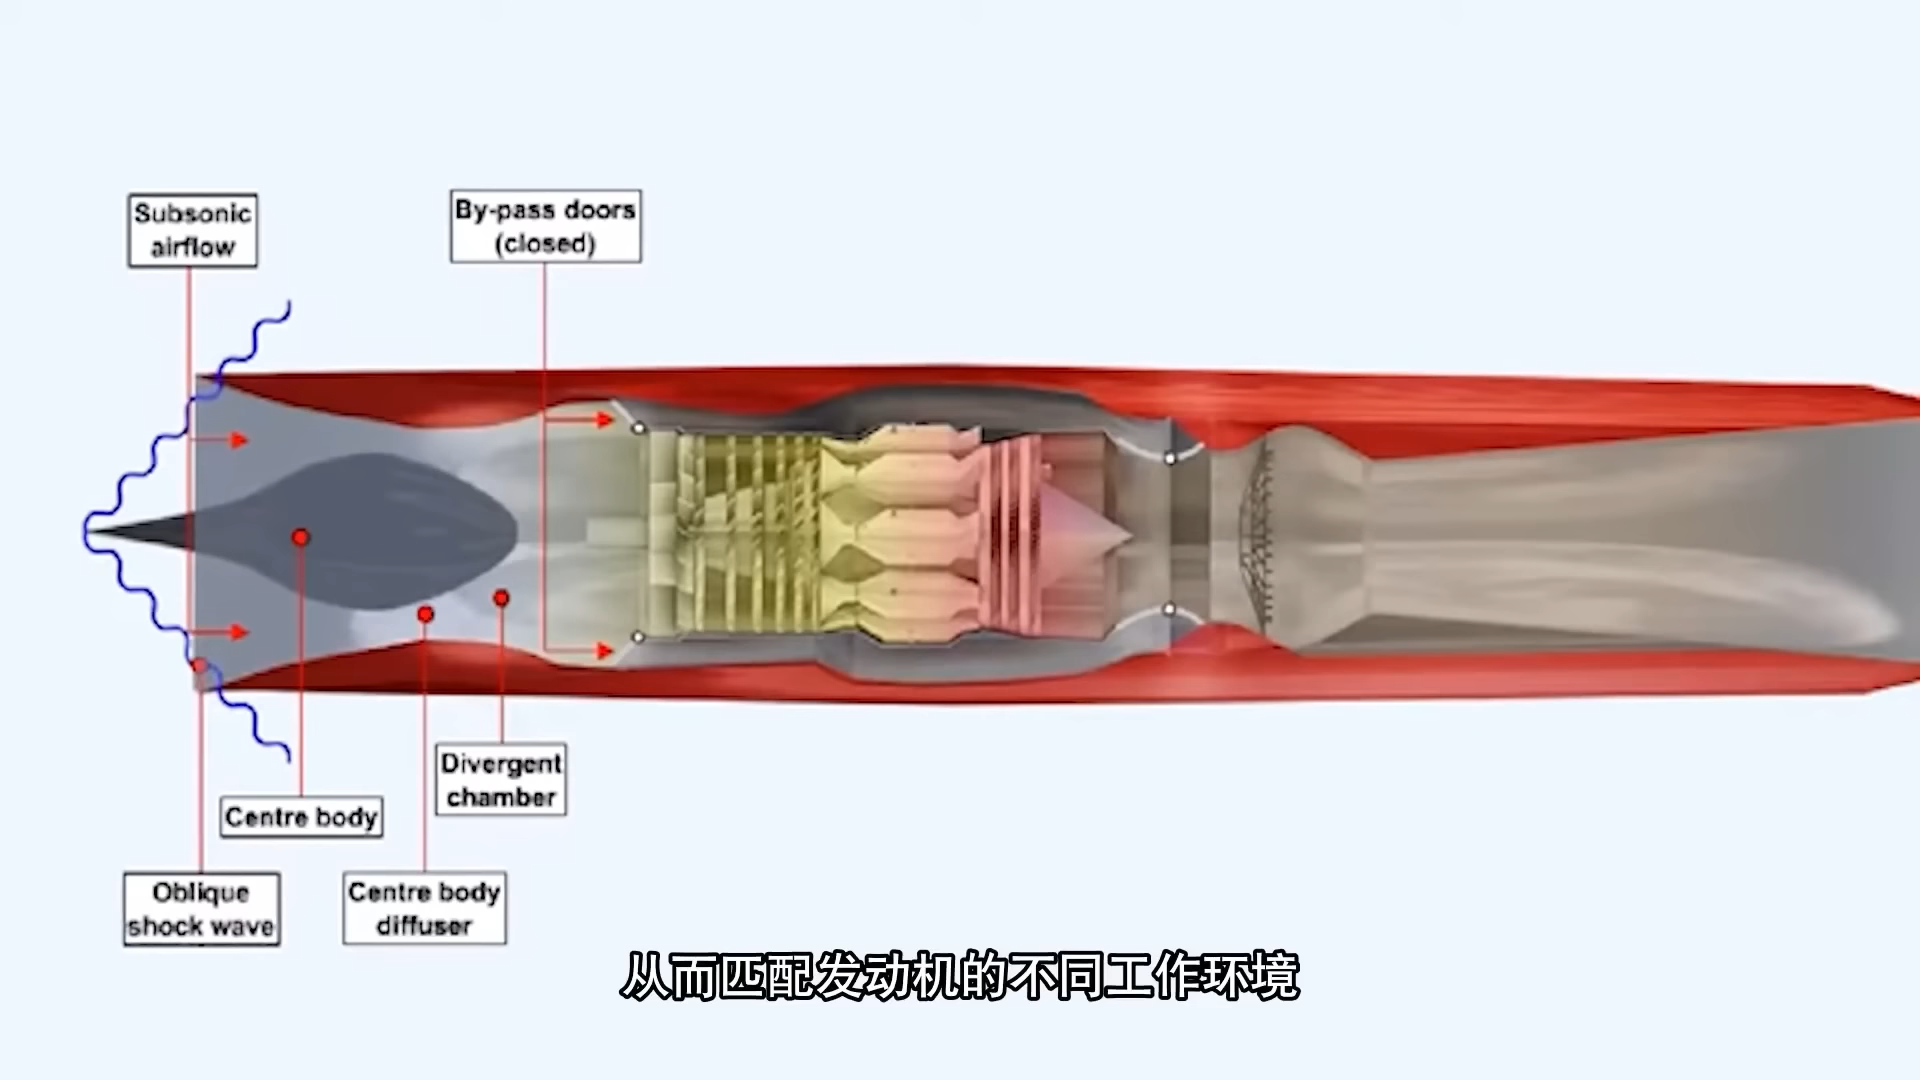 Subsonic
airflow
By-pass doors
(closed)
Divergent
chamber
Centre body
Oblique
shock wave
Centre body
diffuser
从而匹配发动机的不同工作环境